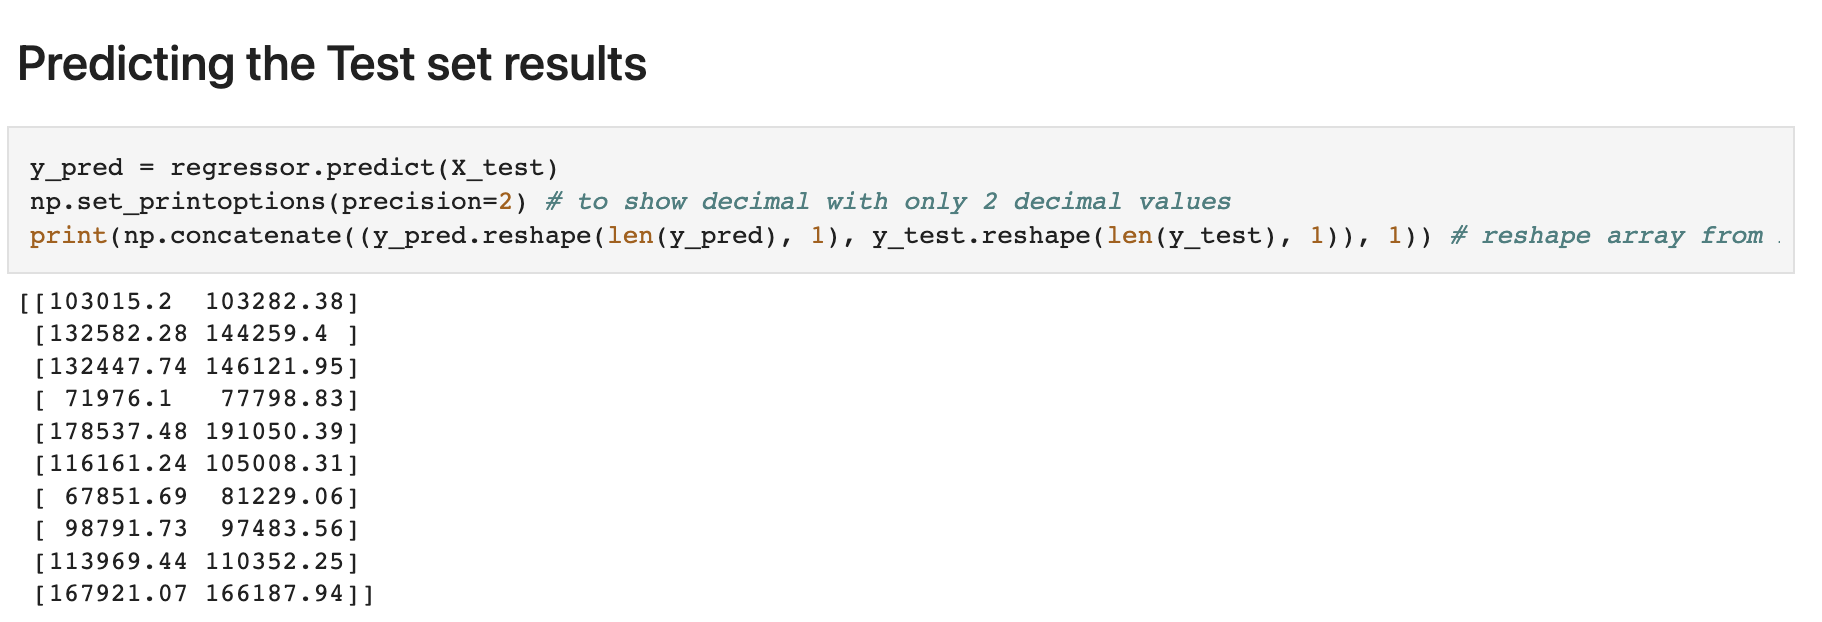 Predicting the Test set results
y_pred = regressor.predict(X_test)
np.set_printoptions(precision=2) # to show decimal with only 2 decimal values
print(np.concatenate((y_pred.reshape(len(y_pred), 1), y_test.reshape(len(y_test), 1)), 1)) # reshape array from
[[103015.2  103282.38]
 [132582.28 144259.4 ]
 [132447.74 146121.95]
 [ 71976.1   77798.83]
 [178537.48 191050.39]
 [116161.24 105008.31]
 [ 67851.69  81229.06]
 [ 98791.73  97483.56]
 [113969.44 110352.25]
 [167921.07 166187.94]]